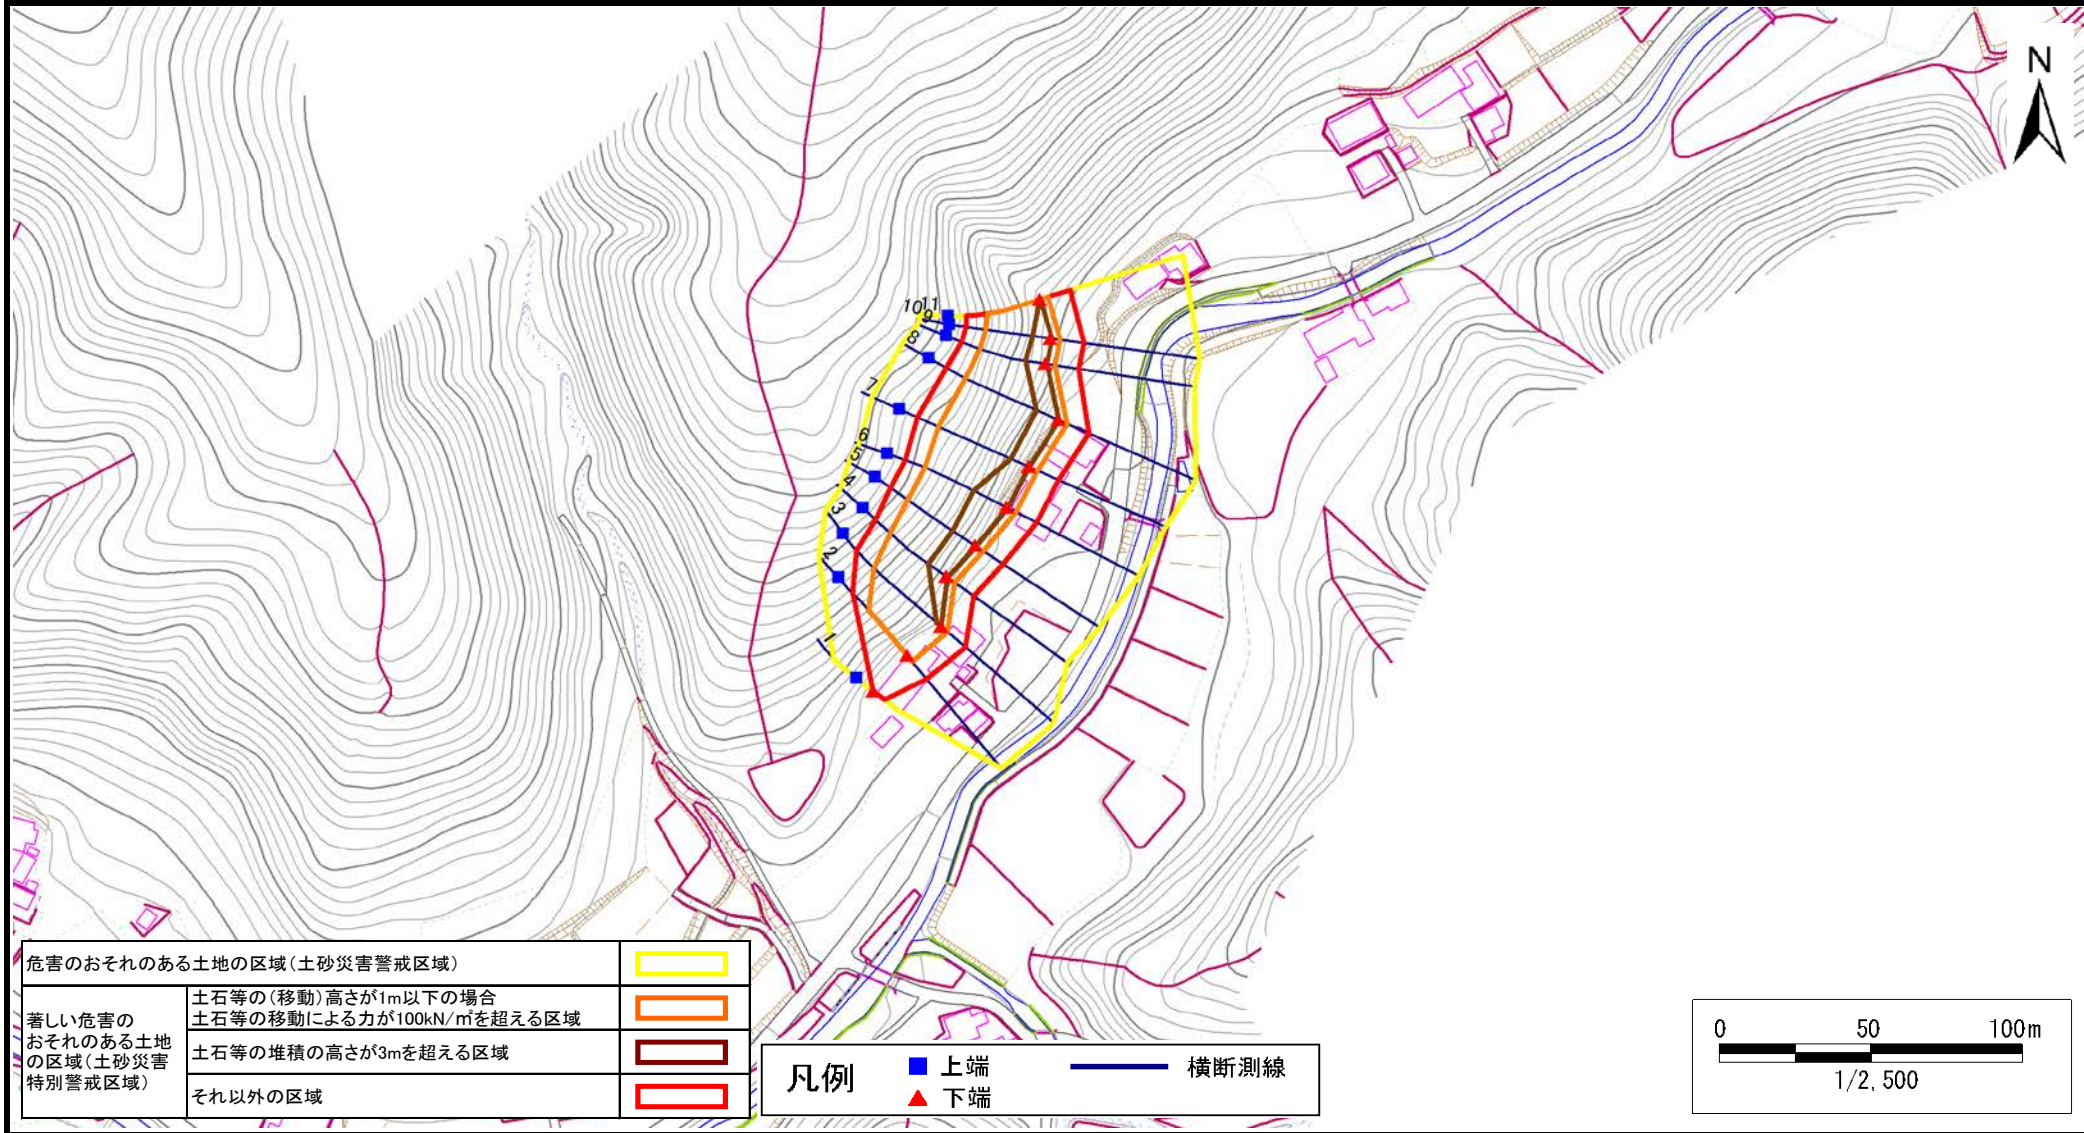 N
10 11
9
8
7
6
5
4
3
2
1
危害のおそれのある土地の区域(土砂災害警戒区域)
著しい危害の
おそれのある土地
の区域(土砂災害
特別警戒区域)
土石等の(移動)高さが1m以下の場合
土石等の移動による力が100kN/㎡を超える区域
土石等の堆積の高さが3mを超える区域
それ以外の区域
凡例
上端
下端
横断測線
0 50 100m
1/2,500